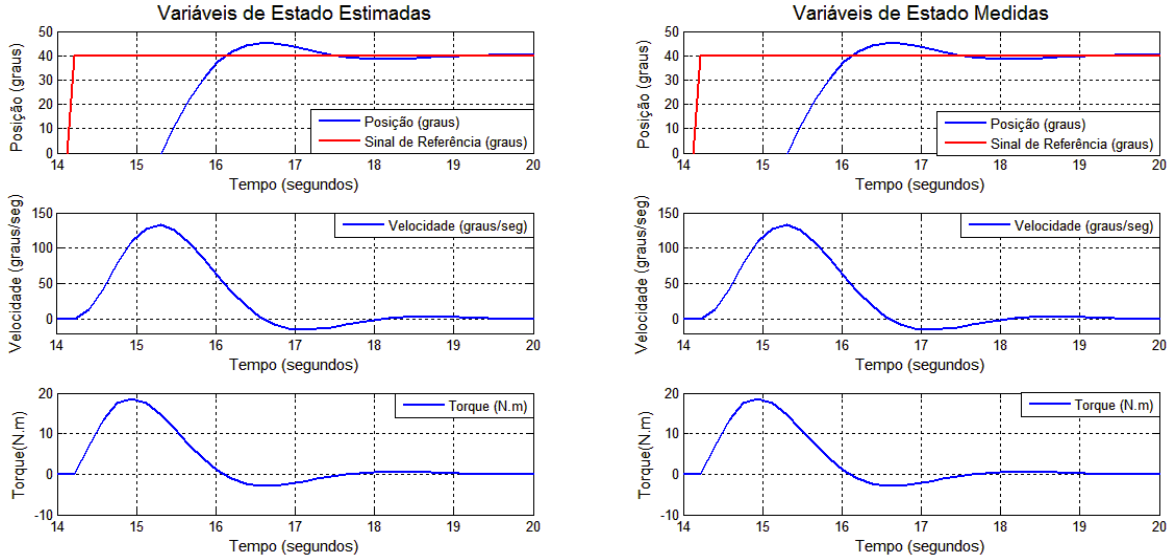 Variáveis de Estado Estimadas
Posição (graus)
50
40
30
20
10
0
Posição (graus)
Sinal de Referência (graus)
14 15 16 17 18 19 20
Tempo (segundos)
Velocidade (graus/seg)
150
100
50
0
Velocidade (graus/seg)
14 15 16 17 18 19 20
Tempo (segundos)
Torque(N.m)
20
10
0
-10
Torque (N.m)
14 15 16 17 18 19 20
Tempo (segundos)
Variáveis de Estado Medidas
Posição (graus)
50
40
30
20
10
0
Posição (graus)
Sinal de Referência (graus)
14 15 16 17 18 19 20
Tempo (segundos)
Velocidade (graus/seg)
150
100
50
0
Velocidade (graus/seg)
14 15 16 17 18 19 20
Tempo (segundos)
Torque(N.m)
20
10
0
-10
Torque (N.m)
14 15 16 17 18 19 20
Tempo (segundos)